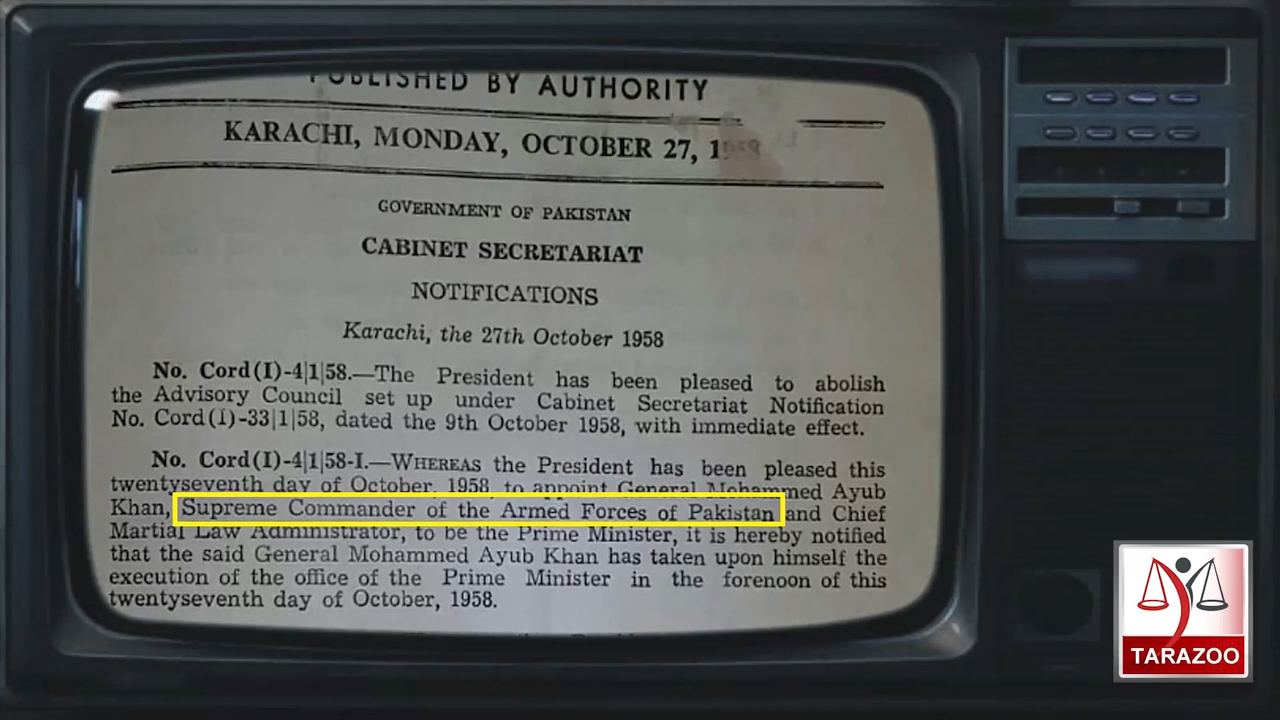 PUBLISHED BY AUTHORITY
KARACHI, MONDAY, OCTOBER 27, 1958
GOVERNMENT OF PAKISTAN
CABINET SECRETARIAT
NOTIFICATIONS
Karachi, the 27th October 1958
No. Cord(I)-4|1|58.—The President has been pleased to abolish
the Advisory Council set up under Cabinet Secretariat Notification
No. Cord(I)-33|1|58, dated the 9th October 1958, with immediate effect.
No. Cord(I)-4|1|58-I.—WHEREAS the President has been pleased this
twentyseventh day of October, 1958, to appoint General Mohammed Ayub
Khan, Supreme Commander of the Armed Forces of Pakistan and Chief
Martial Law Administrator, to be the Prime Minister, it is hereby notified
that the said General Mohammed Ayub Khan has taken upon himself the
execution of the office of the Prime Minister in the forenoon of this
twentyseventh day of October, 1958.
TARAZOO